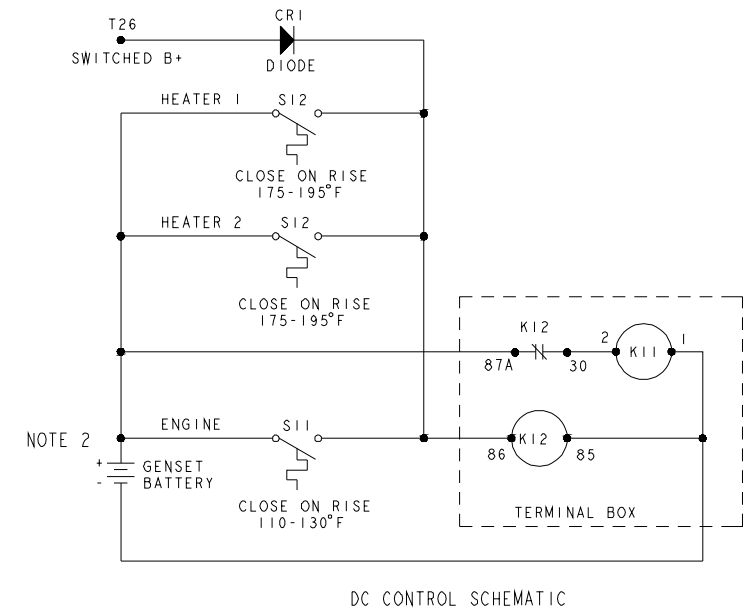 T26
CR1
SWITCHED B+
DIODE
HEATER 1
S12
CLOSE ON RISE
175-195°F
HEATER 2
S12
CLOSE ON RISE
175-195°F
K12
2
K11
1
87A
30
NOTE 2
ENGINE
S11
K12
86
85
+
-
GENSET
BATTERY
CLOSE ON RISE
110-130°F
TERMINAL BOX
DC CONTROL SCHEMATIC